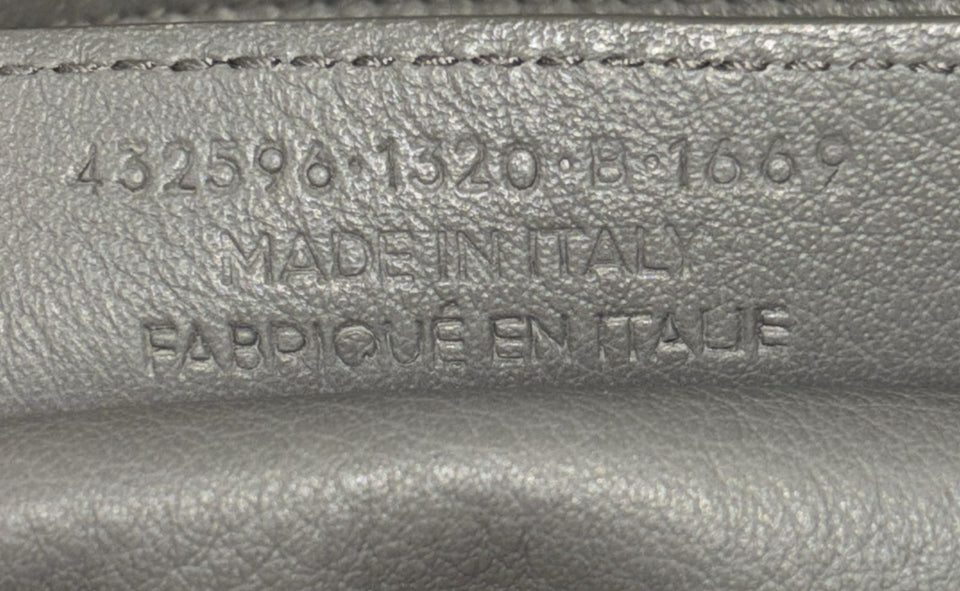 432596·1320·B·1669
MADE IN ITALY
FABRIQUÉ EN ITALIE